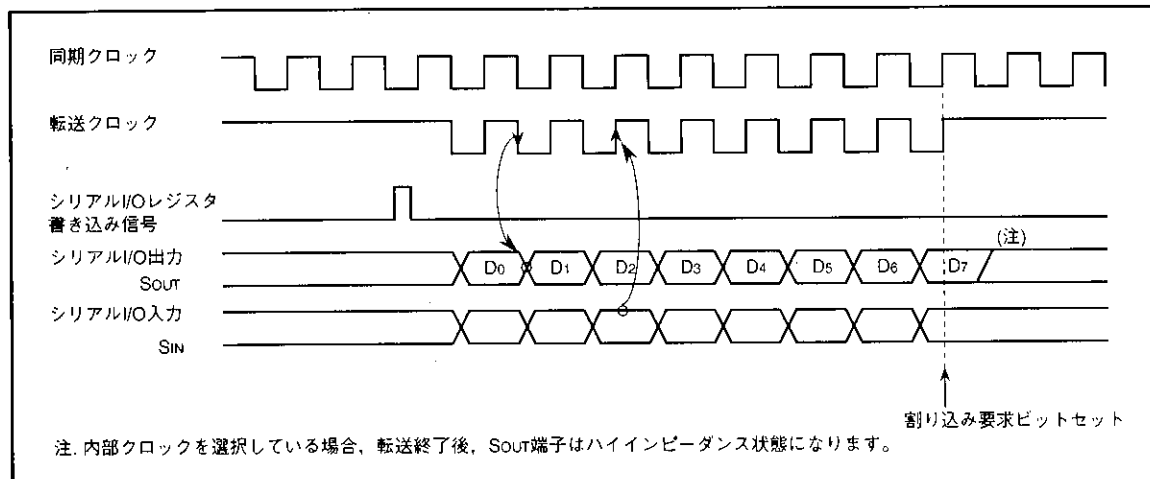 同期クロック
転送クロック
シリアルI/Oレジスタ
書き込み信号
シリアルI/O出力
SOUT
D0 D1 D2 D3 D4 D5 D6 D7
(注)
シリアルI/O入力
SIN
割り込み要求ビットセット
注. 内部クロックを選択している場合, 転送終了後, SOUT端子はハイインピーダンス状態になります。